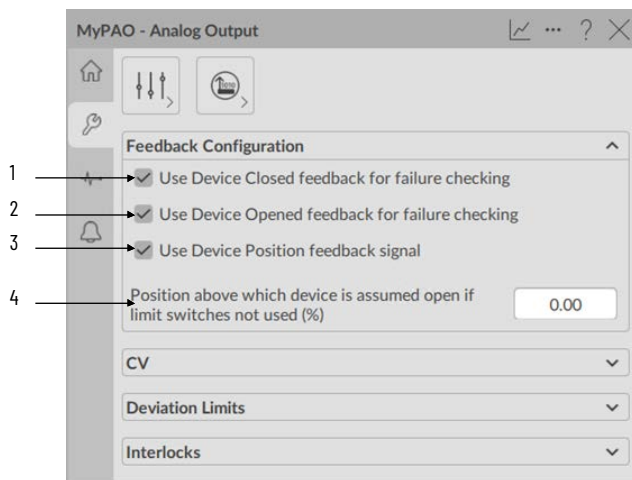 MyPAO - Analog Output
Feedback Configuration
1
Use Device Closed feedback for failure checking
2
Use Device Opened feedback for failure checking
3
Use Device Position feedback signal
4
Position above which device is assumed open if
limit switches not used (%)
0.00
CV
Deviation Limits
Interlocks